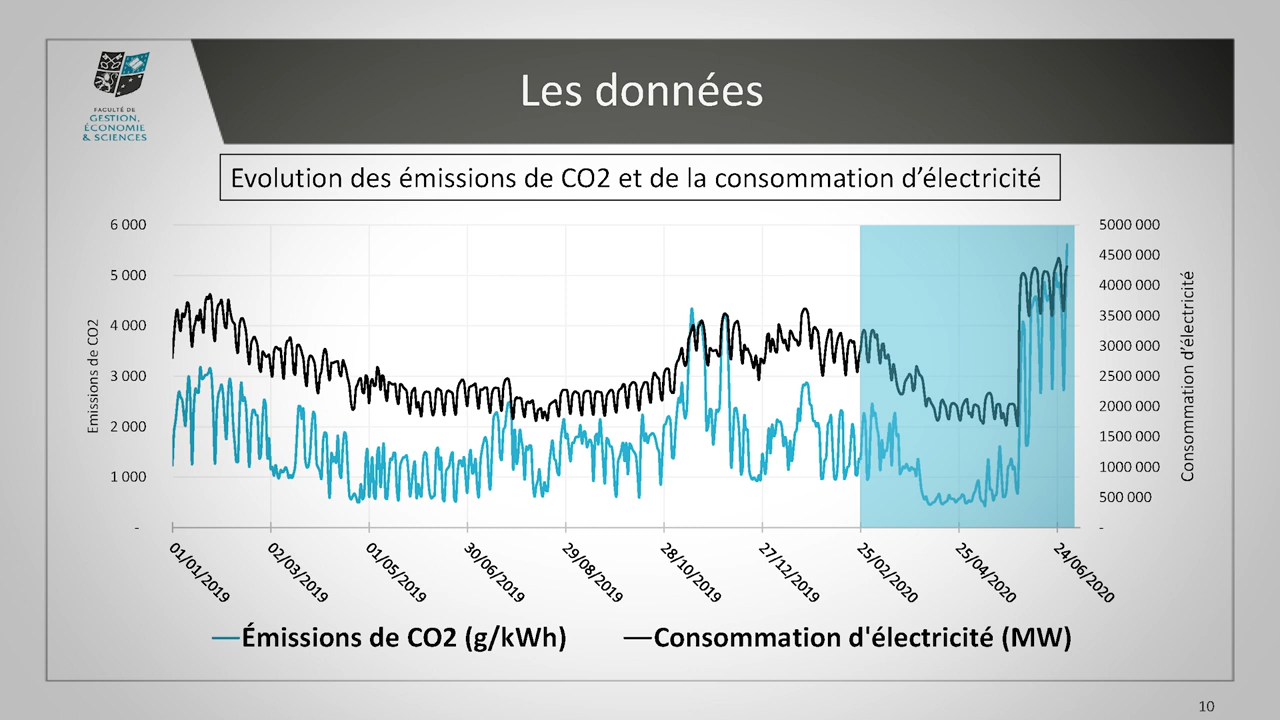 FACULTÉ DE
GESTION,
ÉCONOMIE
& SCIENCES
Les données
Evolution des émissions de CO2 et de la consommation d’électricité
6 000
5 000
4 000
3 000
2 000
1 000
-
Emissions de CO2
5000 000
4500 000
4000 000
3500 000
3000 000
2500 000
2000 000
1500 000
1000 000
500 000
-
Consommation d’électricité
01/01/2019
02/03/2019
01/05/2019
30/06/2019
29/08/2019
28/10/2019
27/12/2019
25/02/2020
25/04/2020
24/06/2020
Émissions de CO2 (g/kWh)
Consommation d'électricité (MW)
10